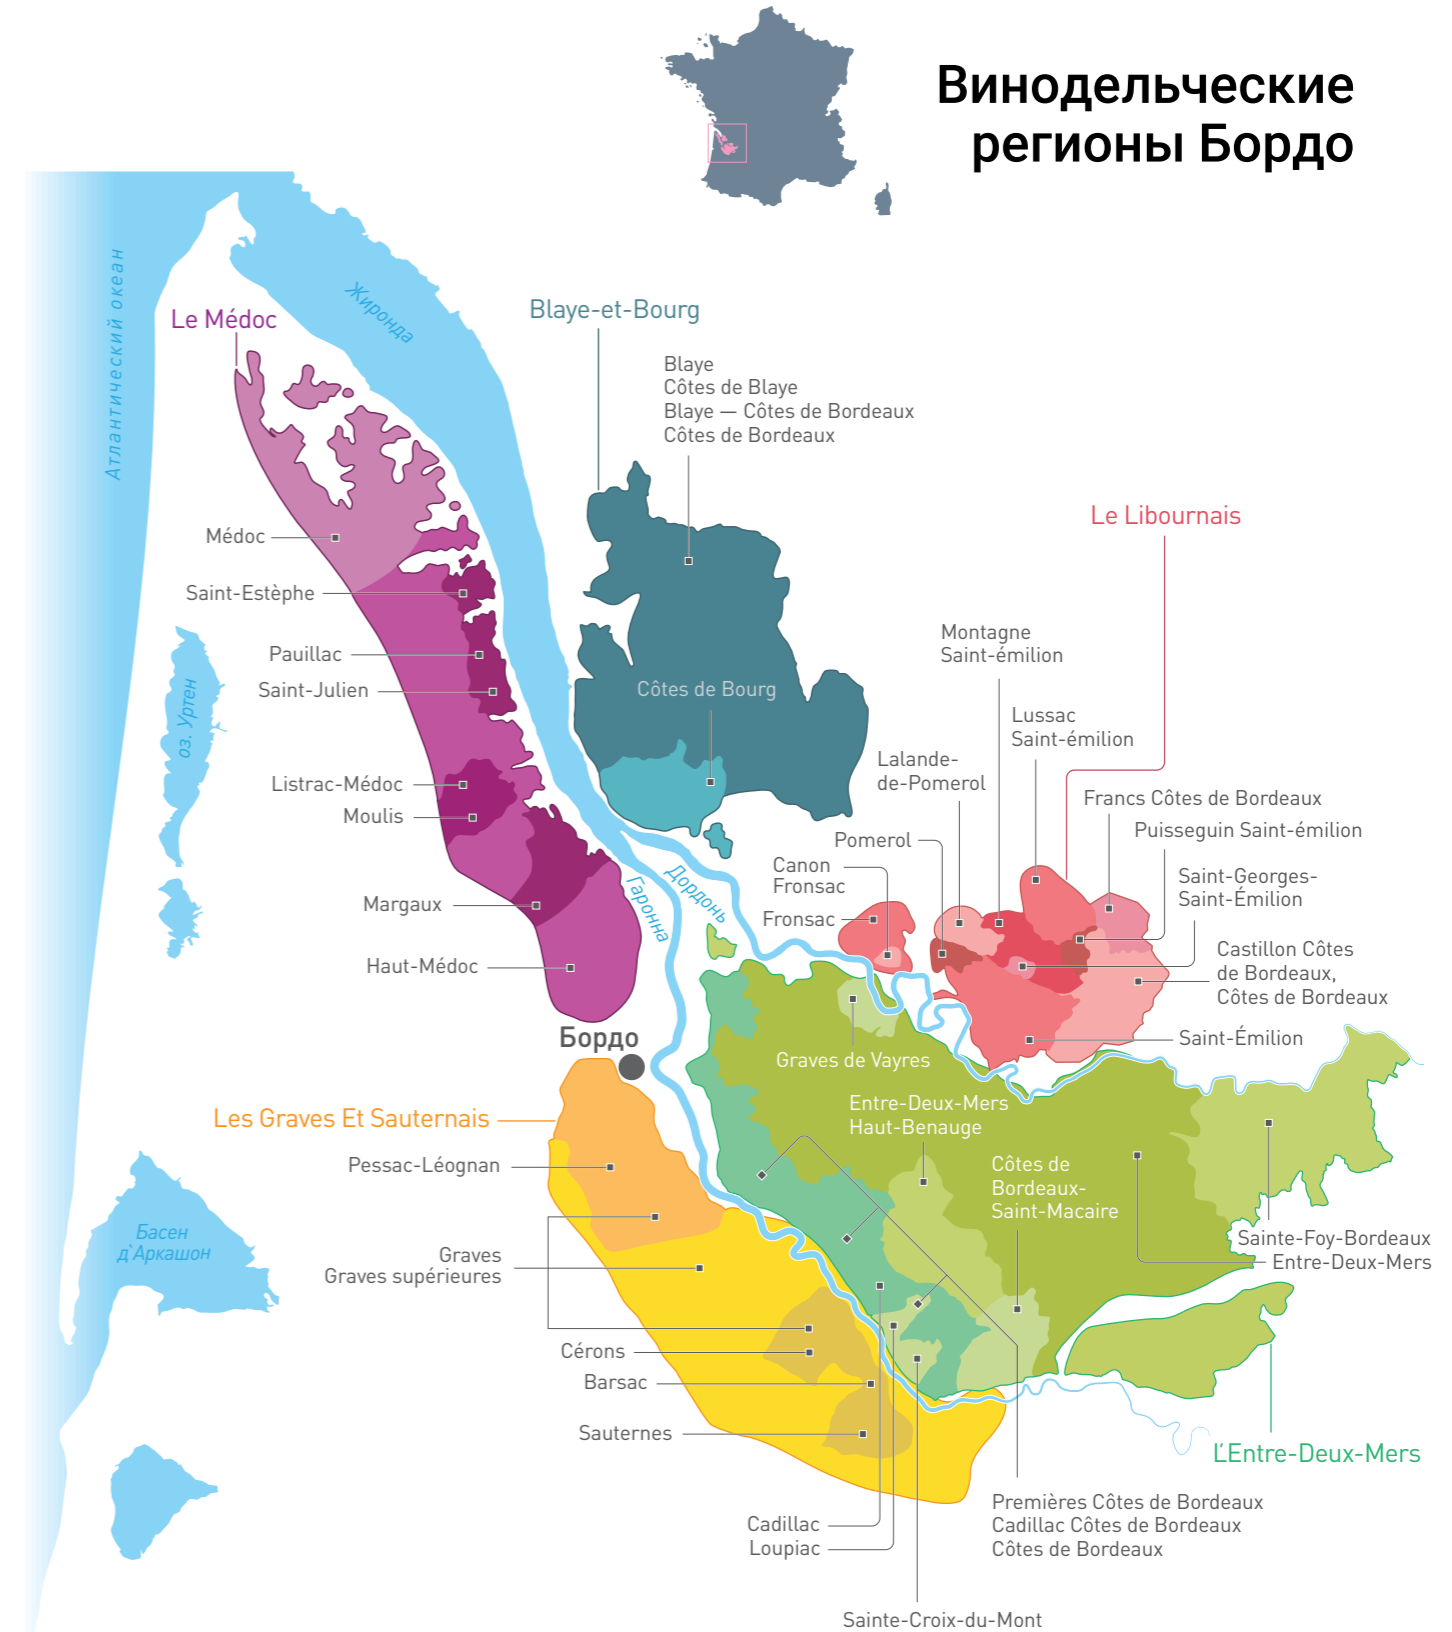 Винодельческие
регионы Бордо
Атлантический океан
Жиронда
Le Médoc
Blaye-et-Bourg
Blaye
Côtes de Blaye
Blaye — Côtes de Bordeaux
Côtes de Bordeaux
Le Libournais
Médoc
Saint-Estèphe
Pauillac
Saint-Julien
оз. Уртен
Côtes de Bourg
Montagne
Saint-émilion
Lussac
Saint-émilion
Lalande-
de-Pomerol
Listrac-Médoc
Moulis
Francs Côtes de Bordeaux
Puisseguin Saint-émilion
Pomerol
Canon
Fronsac
Fronsac
Saint-Georges-
Saint-Émilion
Дордонь
Гаронна
Margaux
Haut-Médoc
Castillon Côtes
de Bordeaux,
Côtes de Bordeaux
Saint-Émilion
Бордо
Graves de Vayres
Les Graves Et Sauternais
Entre-Deux-Mers
Haut-Benauge
Pessac-Léognan
Côtes de
Bordeaux-
Saint-Macaire
Басен
д`Аркашон
Graves
Graves supérieures
Sainte-Foy-Bordeaux
Entre-Deux-Mers
Cérons
Barsac
Sauternes
L’Entre-Deux-Mers
Cadillac
Loupiac
Premières Côtes de Bordeaux
Cadillac Côtes de Bordeaux
Côtes de Bordeaux
Sainte-Croix-du-Mont